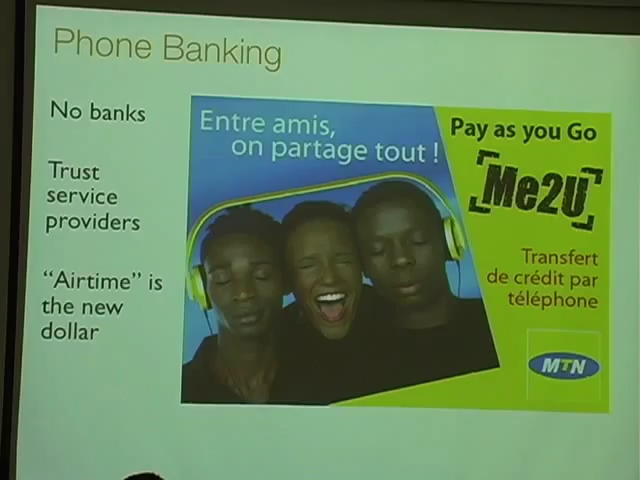 Phone Banking
No banks
Trust
service
providers
“Airtime” is
the new
dollar
Entre amis,
on partage tout !
Pay as you Go
Me2U
Transfert
de crédit par
téléphone
MTN